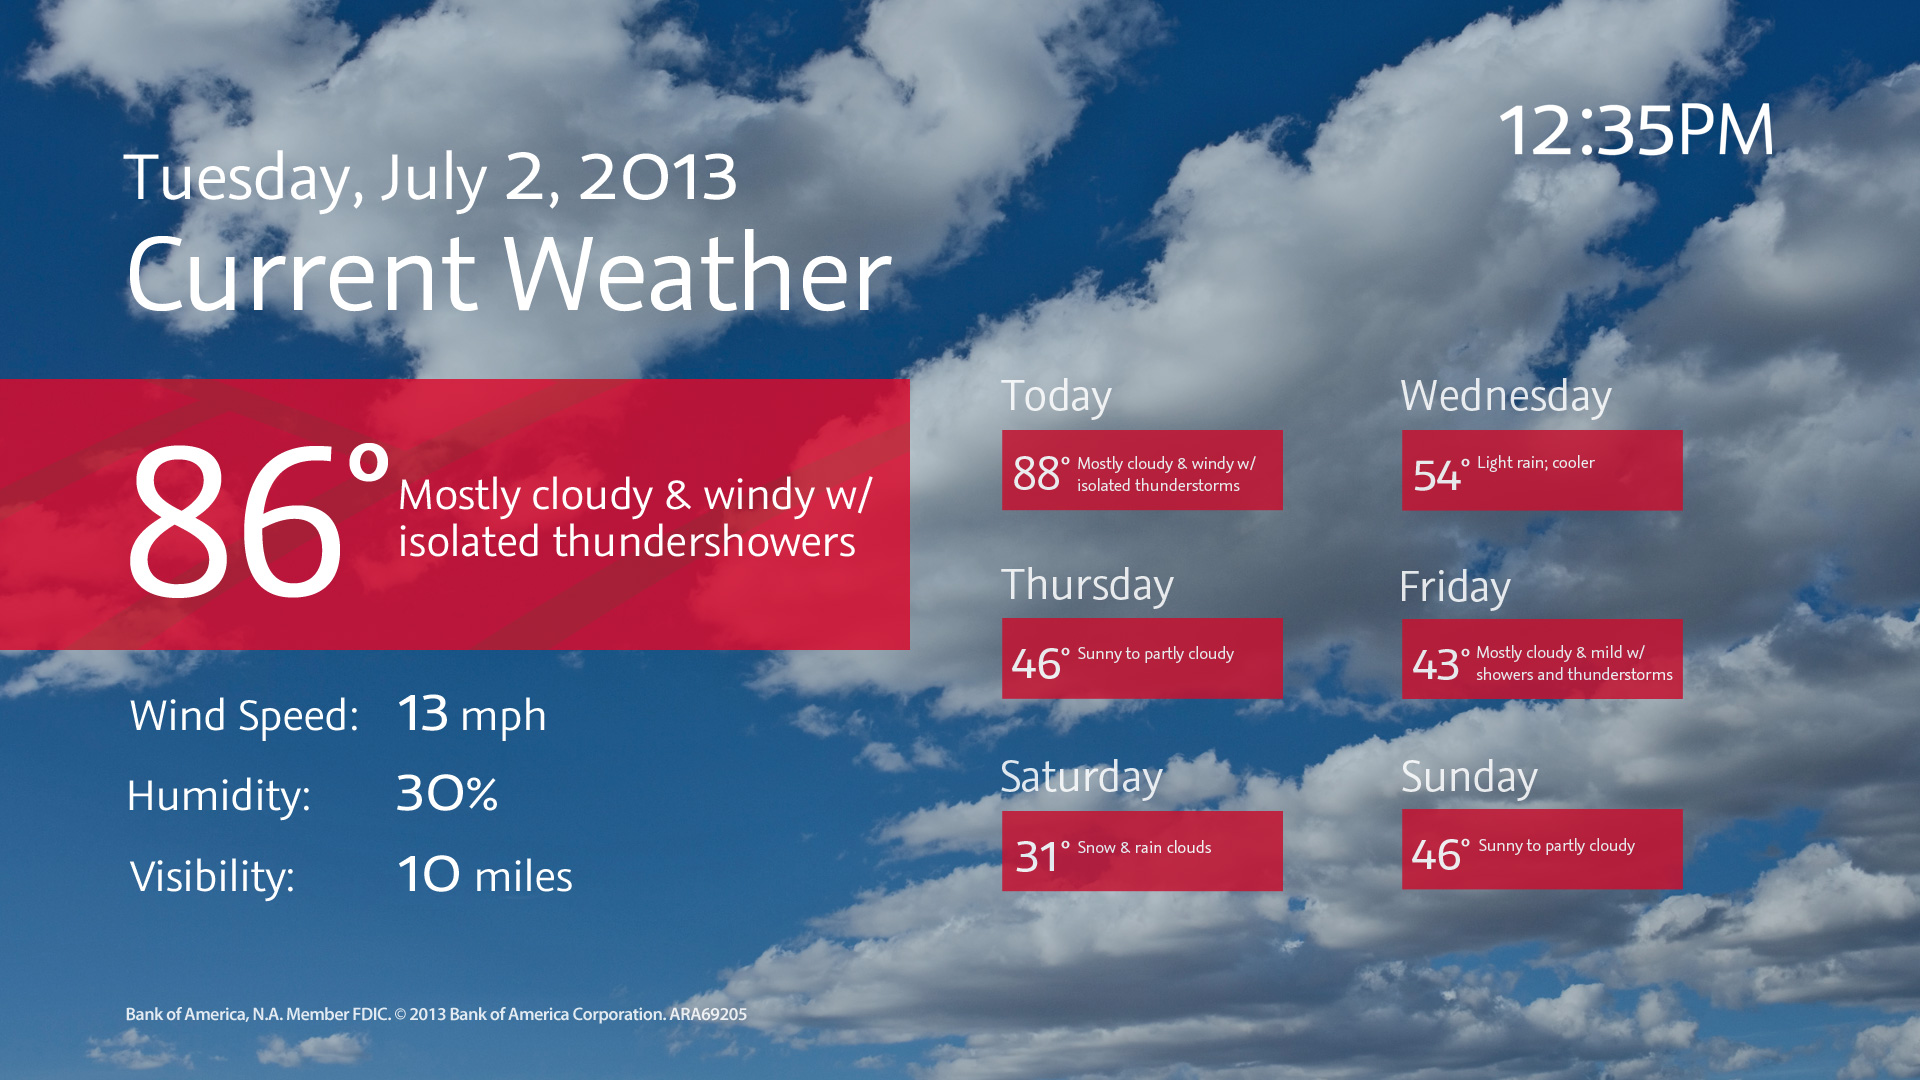 12:35PM
Tuesday, July 2, 2013
Current Weather
86° Mostly cloudy & windy w/
isolated thundershowers
Wind Speed: 13 mph
Humidity: 30%
Visibility: 10 miles
Today
88° Mostly cloudy & windy w/
isolated thunderstorms
Wednesday
54° Light rain; cooler
Thursday
46° Sunny to partly cloudy
Friday
43° Mostly cloudy & mild w/
showers and thunderstorms
Saturday
31° Snow & rain clouds
Sunday
46° Sunny to partly cloudy
Bank of America, N.A. Member FDIC. © 2013 Bank of America Corporation. ARA69205